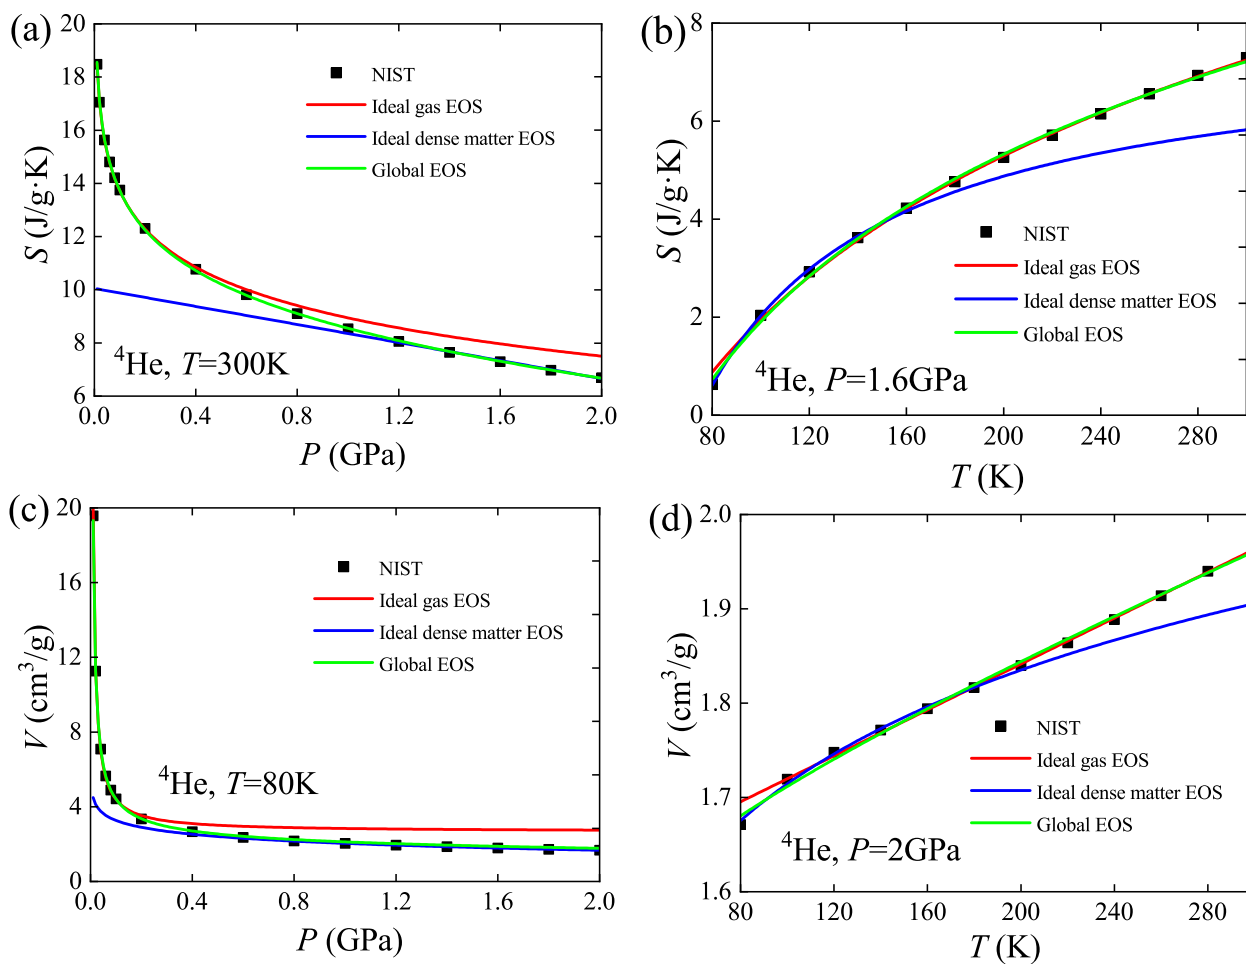 (a)
20
18
16
14
12
10
8
6
S (J/g·K)
NIST
Ideal gas EOS
Ideal dense matter EOS
Global EOS
⁴He, T=300K
0.0 0.4 0.8 1.2 1.6 2.0
P (GPa)
(b)
8
6
4
2
0
S (J/g·K)
NIST
Ideal gas EOS
Ideal dense matter EOS
Global EOS
⁴He, P=1.6GPa
80 120 160 200 240 280
T (K)
(c)
20
16
12
8
4
0
V (cm³/g)
NIST
Ideal gas EOS
Ideal dense matter EOS
Global EOS
⁴He, T=80K
0.0 0.4 0.8 1.2 1.6 2.0
P (GPa)
(d)
2.0
1.9
1.8
1.7
1.6
V (cm³/g)
NIST
Ideal gas EOS
Ideal dense matter EOS
Global EOS
⁴He, P=2GPa
80 120 160 200 240 280
T (K)